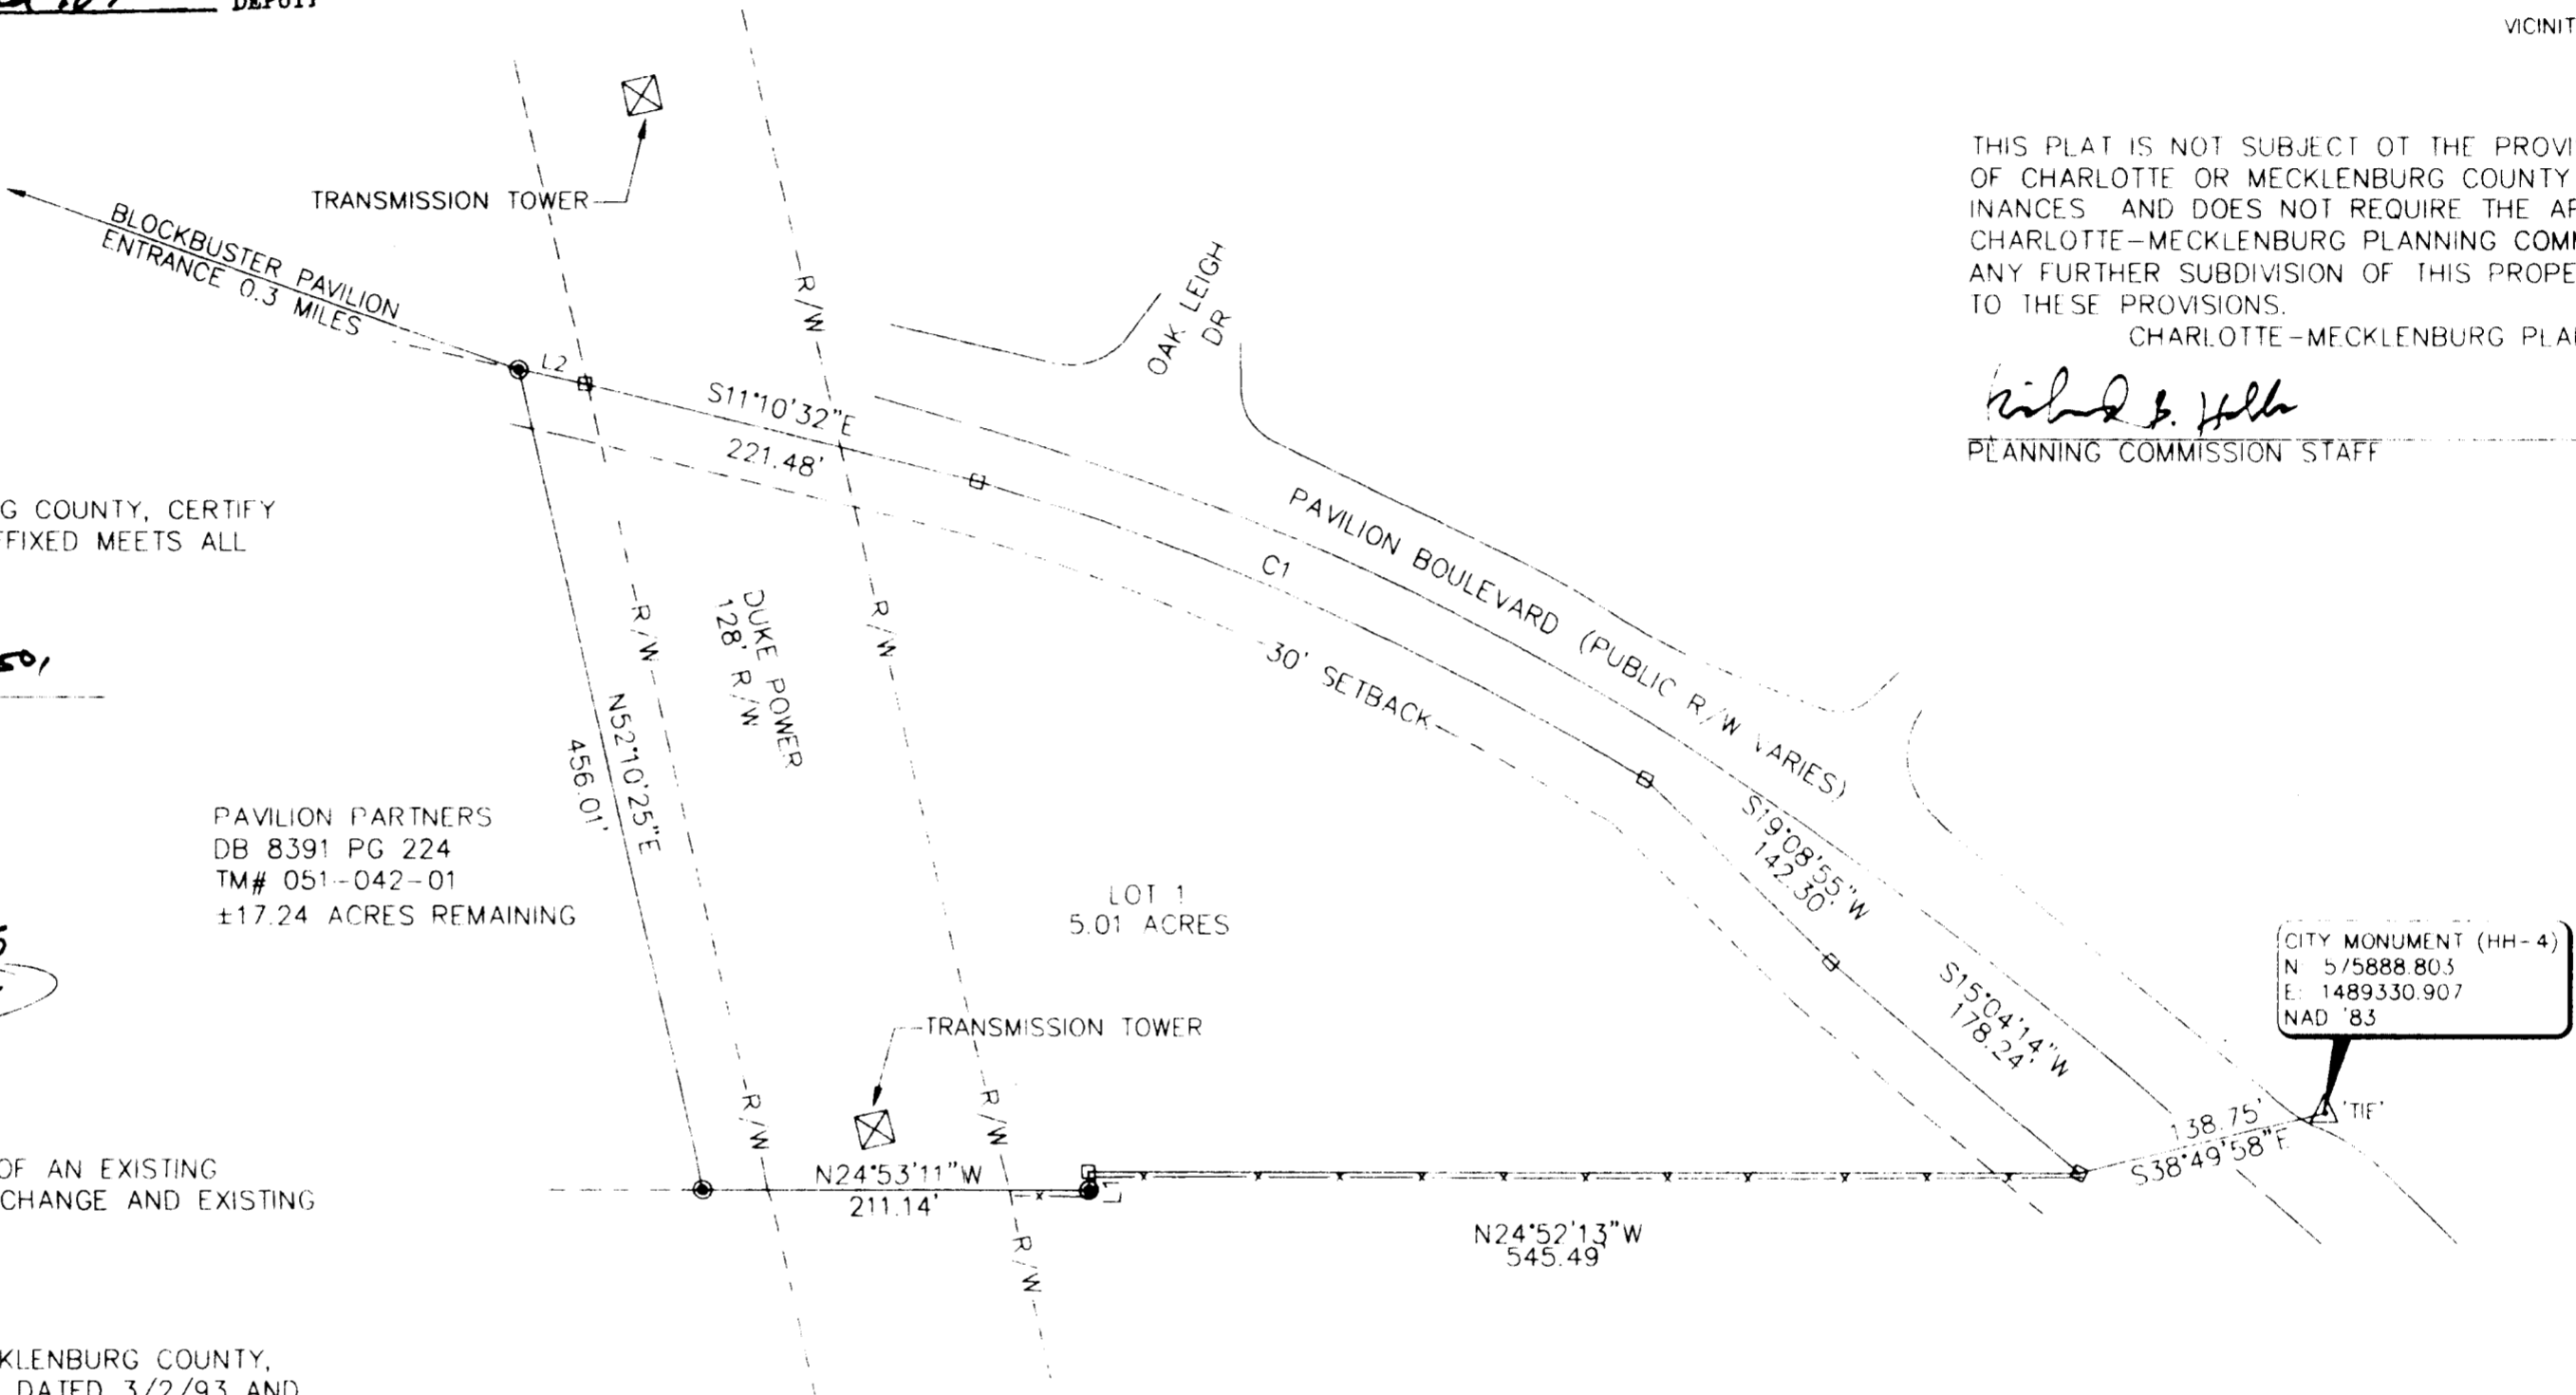 DEPUTY
VICINIT
TRANSMISSION TOWER
BLOCKBUSTER PAVILION
ENTRANCE 0.3 MILES
THIS PLAT IS NOT SUBJECT OT THE PROVI
OF CHARLOTTE OR MECKLENBURG COUNTY
INANCES AND DOES NOT REQUIRE THE AP
CHARLOTTE-MECKLENBURG PLANNING COMM
ANY FURTHER SUBDIVISION OF THIS PROPE
TO THESE PROVISIONS.
CHARLOTTE-MECKLENBURG PLA
PLANNING COMMISSION STAFF
OAK LEIGH
DR
R/W
L2
S11°10'32"E
221.48'
G COUNTY, CERTIFY
FFIXED MEETS ALL
C1
PAVILION BOULEVARD (PUBLIC R/W VARIES)
30' SETBACK
R/W
DUKE POWER
128' R/W
R/W
N52°10'25"E
456.01'
PAVILION PARTNERS
DB 8391 PG 224
TM# 051-042-01
±17.24 ACRES REMAINING
LOT 1
5.01 ACRES
S19°08'55"W
142.30'
S15°04'14"W
178.24'
CITY MONUMENT (HH-4)
N: 575888.803
E: 1489330.907
NAD '83
TRANSMISSION TOWER
R/W
R/W
'TIE'
138.75'
S38°49'58"E
OF AN EXISTING
CHANGE AND EXISTING
N24°53'11"W
211.14'
L1
R/W
N24°52'13"W
545.49'
KLENBURG COUNTY,
DATED 3/2/93 AND